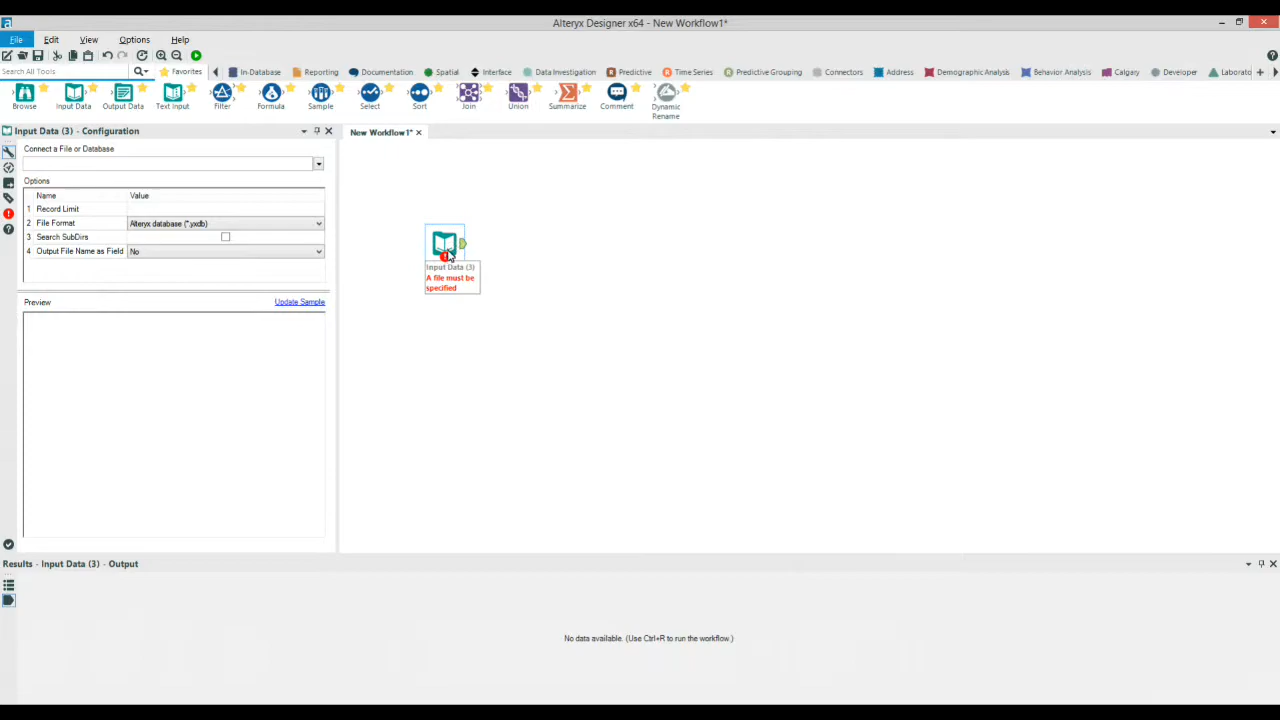 Alteryx Designer x64 - New Workflow1*
File Edit View Options Help
Search All Tools Favorites In-Database Reporting Documentation Spatial Interface Data Investigation Predictive Time Series Predictive Grouping Connectors Address Demographic Analysis Behavior Analysis Calgary Developer Laborato
Browse Input Data Output Data Text Input Filter Formula Sample Select Sort Join Union Summarize Comment Dynamic
Rename
Input Data (3) - Configuration
New Workflow1*
Connect a File or Database
Options
Name Value
1 Record Limit
2 File Format Alteryx database (*.yxdb)
3 Search SubDirs
4 Output File Name as Field No
Input Data (3)
A file must be
specified
Preview Update Sample
Results - Input Data (3) - Output
No data available. (Use Ctrl+R to run the workflow.)